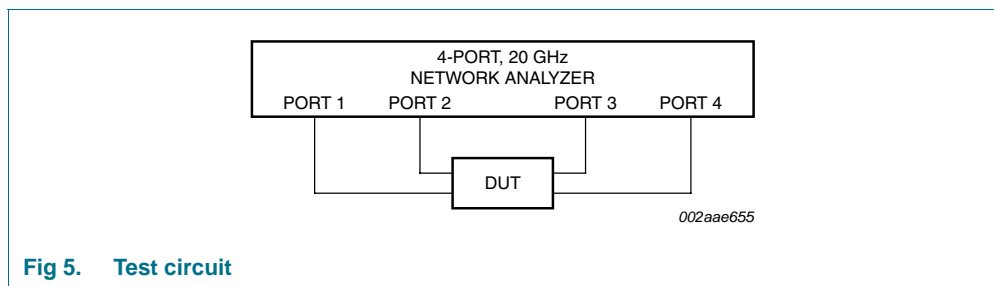 4-PORT, 20 GHz
NETWORK ANALYZER
PORT 1 PORT 2 PORT 3 PORT 4
DUT
002aae655
Fig 5. Test circuit